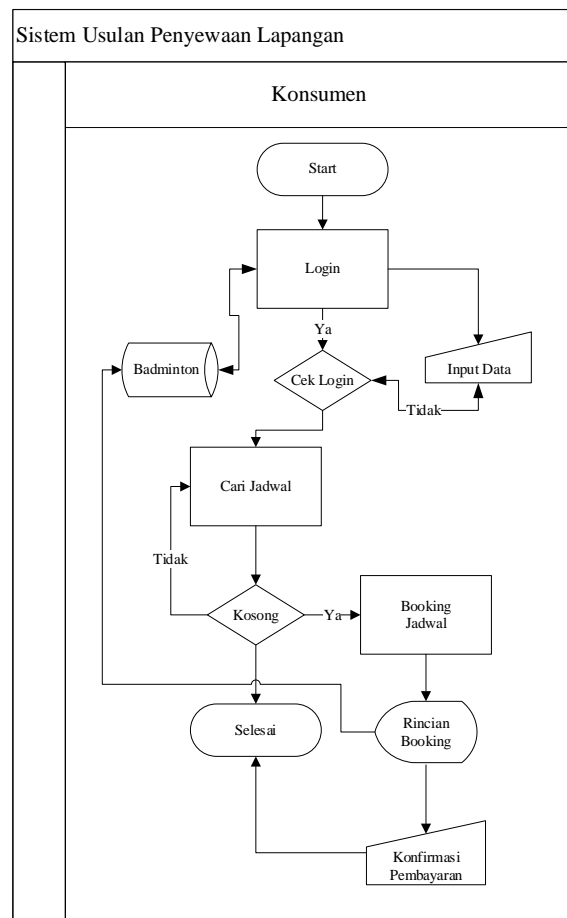 Sistem Usulan Penyewaan Lapangan
Konsumen
Start
Login
Ya
Badminton
Cek Login
Input Data
Tidak
Cari Jadwal
Tidak
Kosong
Ya
Booking
Jadwal
Selesai
Rincian
Booking
Konfirmasi
Pembayaran